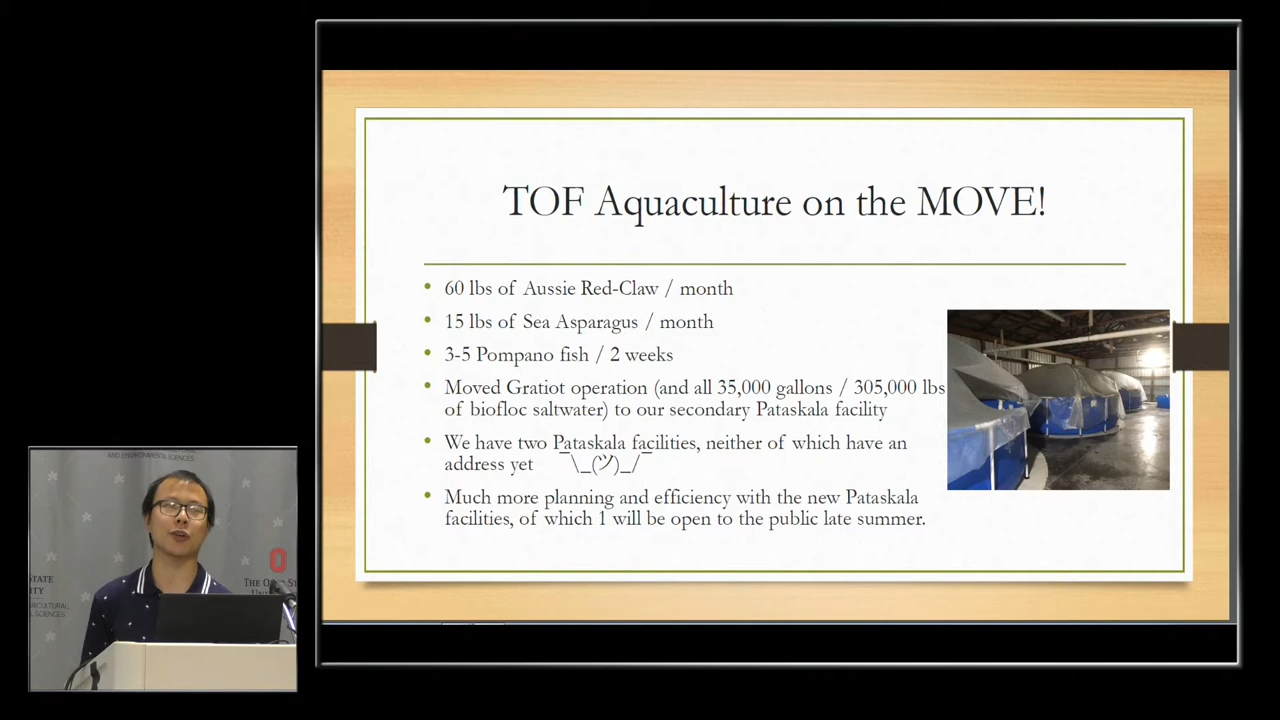 TOF Aquaculture on the MOVE!
• 60 lbs of Aussie Red-Claw / month
• 15 lbs of Sea Asparagus / month
• 3-5 Pompano fish / 2 weeks
• Moved Gratiot operation (and all 35,000 gallons / 305,000 lbs
of biofloc saltwater) to our secondary Pataskala facility
• We have two Pataskala facilities, neither of which have an
address yet ¯\_(ツ)_/¯
• Much more planning and efficiency with the new Pataskala
facilities, of which 1 will be open to the public late summer.
AND ENVIRONMENTAL SCIENCES
STATE